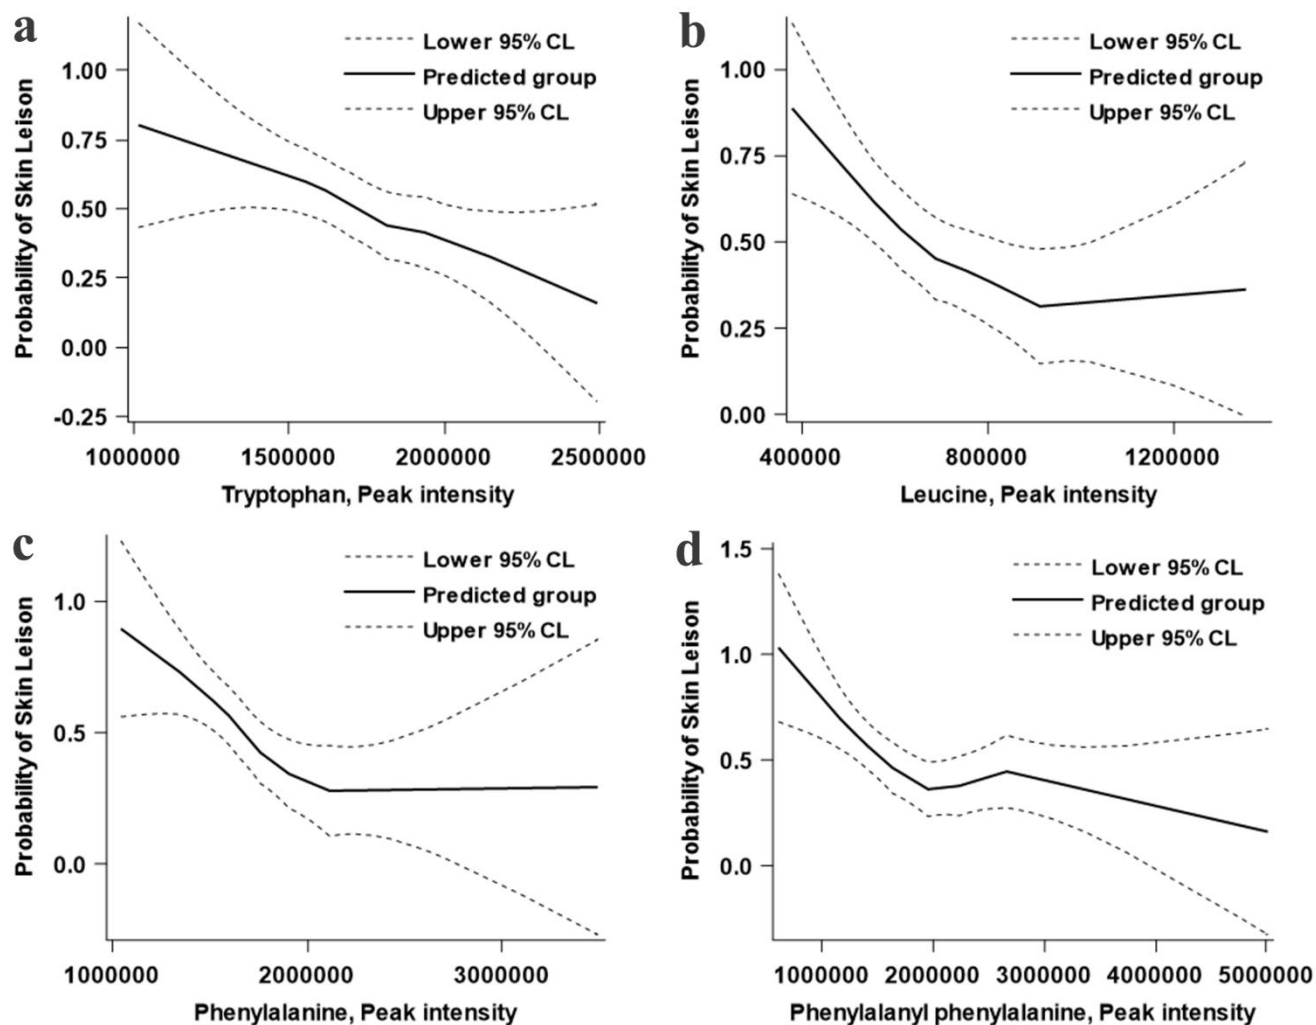 a
Lower 95% CL
Predicted group
Upper 95% CL
Probability of Skin Leison
1.00
0.75
0.50
0.25
0.00
-0.25
1000000 1500000 2000000 2500000
Tryptophan, Peak intensity
b
Lower 95% CL
Predicted group
Upper 95% CL
Probability of Skin Leison
1.00
0.75
0.50
0.25
0.00
400000 800000 1200000
Leucine, Peak intensity
c
Lower 95% CL
Predicted group
Upper 95% CL
Probability of Skin Leison
1.0
0.5
0.0
1000000 2000000 3000000
Phenylalanine, Peak intensity
d
Lower 95% CL
Predicted group
Upper 95% CL
Probability of Skin Leison
1.5
1.0
0.5
0.0
1000000 2000000 3000000 4000000 5000000
Phenylalanyl phenylalanine, Peak intensity